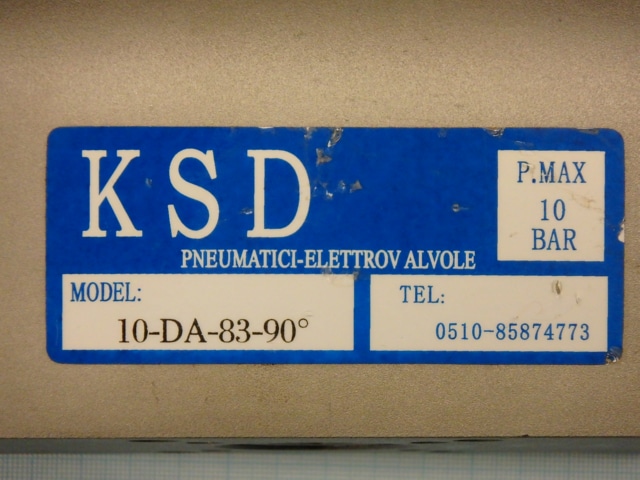 KSD
P.MAX
10
BAR
PNEUMATICI-ELETTROV ALVOLE
MODEL:
10-DA-83-90°
TEL:
0510-85874773